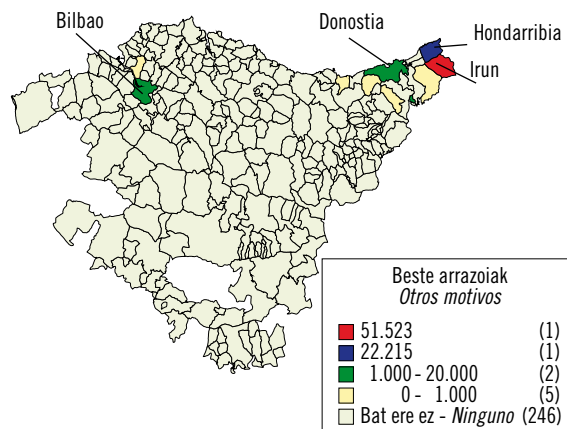 Bilbao
Donostia
Hondarribia
Irun
Beste arrazoiak
Otros motivos
51.523 (1)
22.215 (1)
1.000 - 20.000 (2)
0 - 1.000 (5)
Bat ere ez - Ninguno (246)